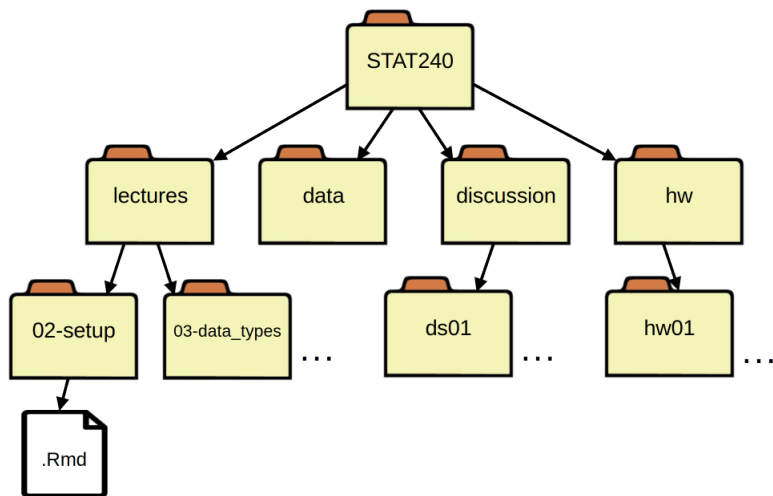 STAT240
lectures
data
discussion
hw
02-setup
03-data_types
...
ds01
...
hw01
...
.Rmd